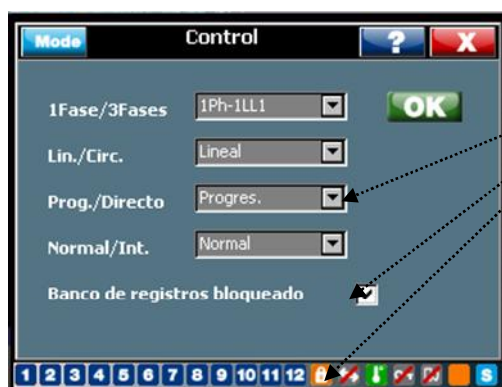 Mode Control ? X
1Fase/3Fases 1Ph-1LL1 OK
Lin./Circ. Lineal
Prog./Directo Progres.
Normal/Int. Normal
Banco de registros bloqueado
1 2 3 4 5 6 7 8 9 10 11 12 S